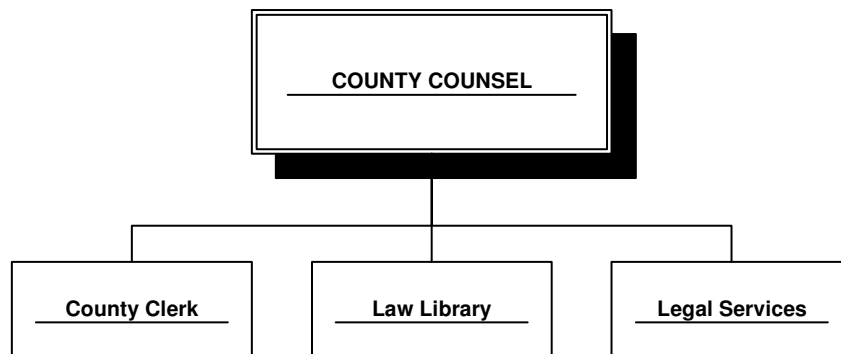 COUNTY COUNSEL
County Clerk
Law Library
Legal Services